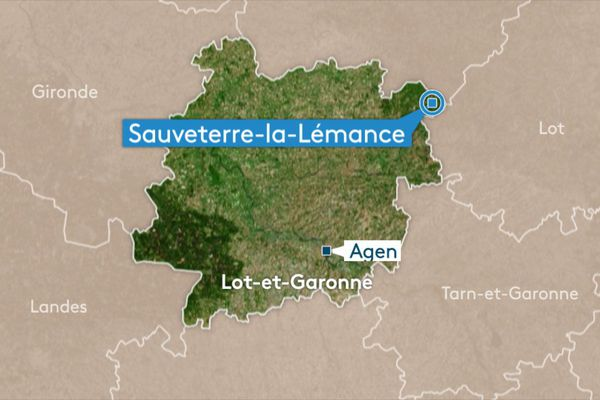 Gironde
Sauveterre-la-Lémance
Lot
Agen
Lot-et-Garonne
Tarn-et-Garonne
Landes